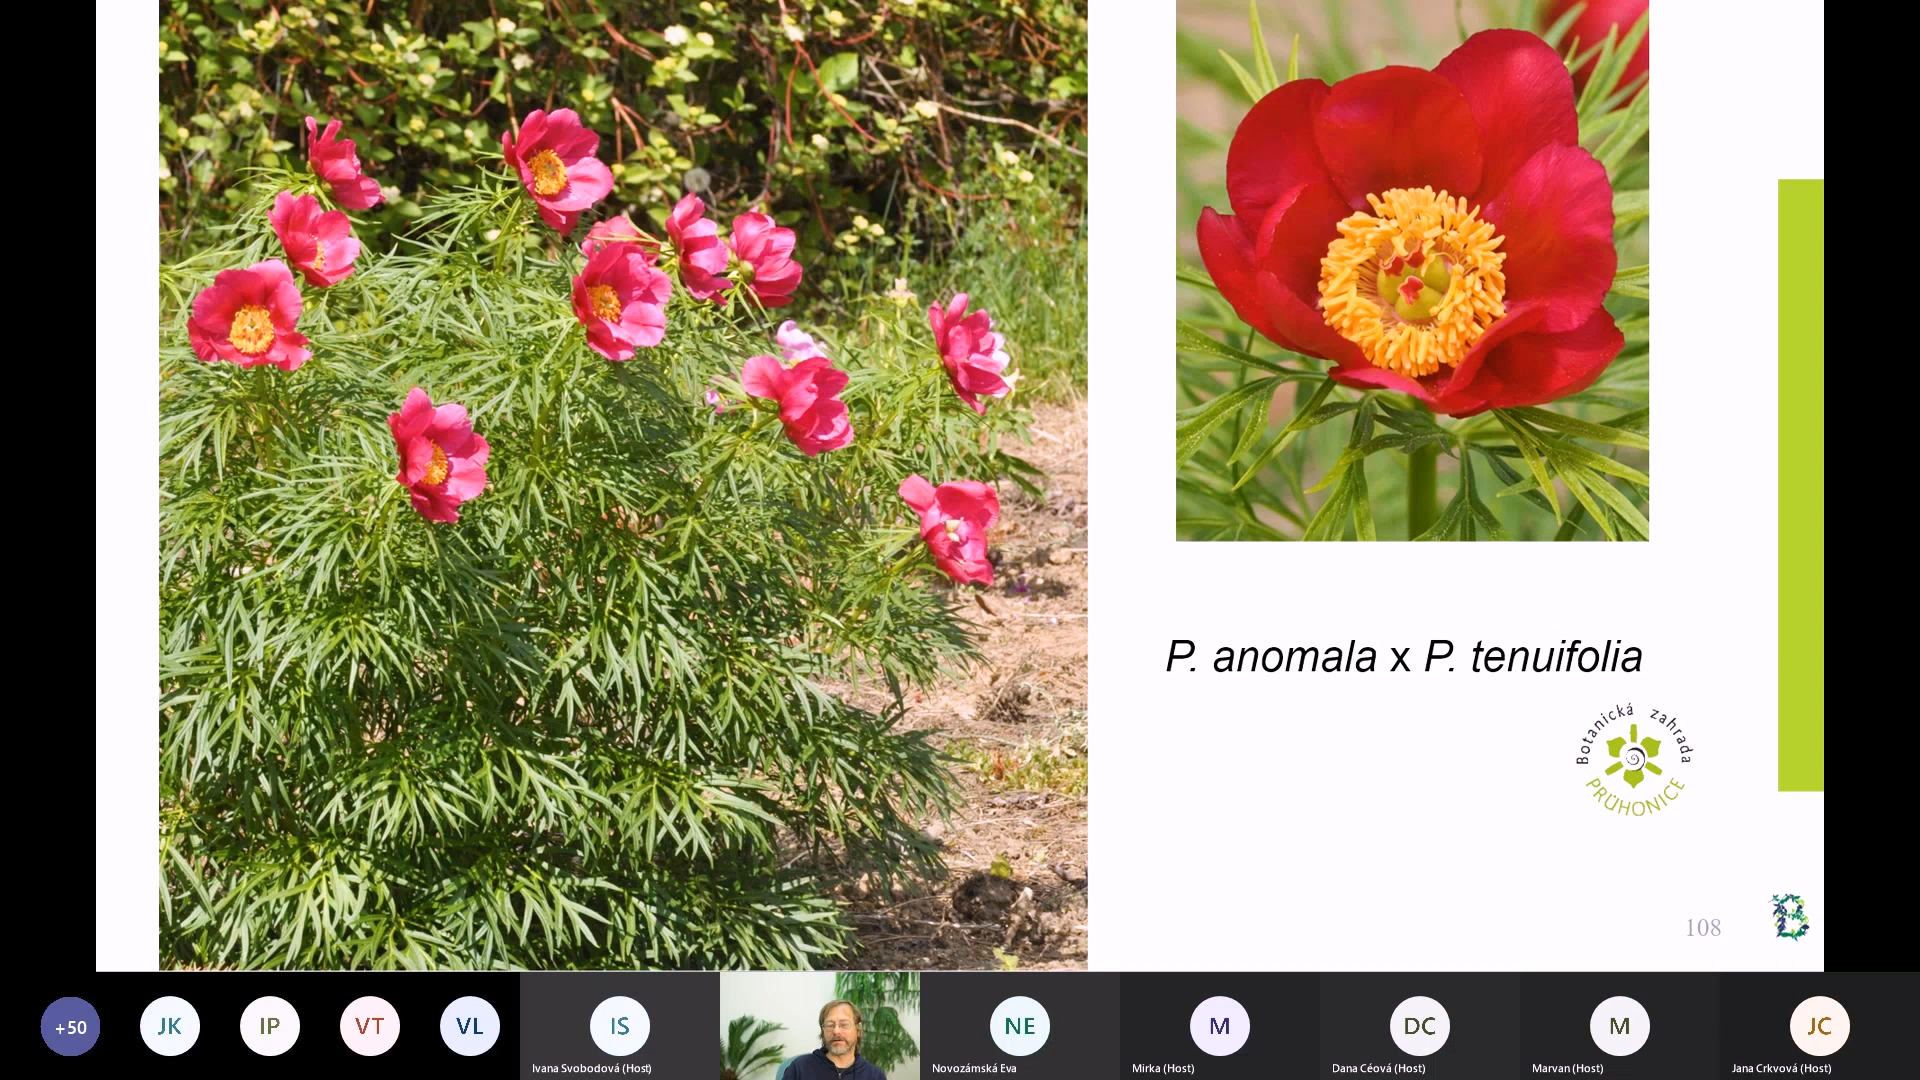 P. anomala x P. tenuifolia
Botanická zahrada
PRŮHONICE
108
B
+50
JK
IP
VT
VL
IS
NE
M
DC
M
JC
Ivana Svobodová (Host)
Novozámská Eva
Mirka (Host)
Dana Céová (Host)
Marvan (Host)
Jana Crkvová (Host)